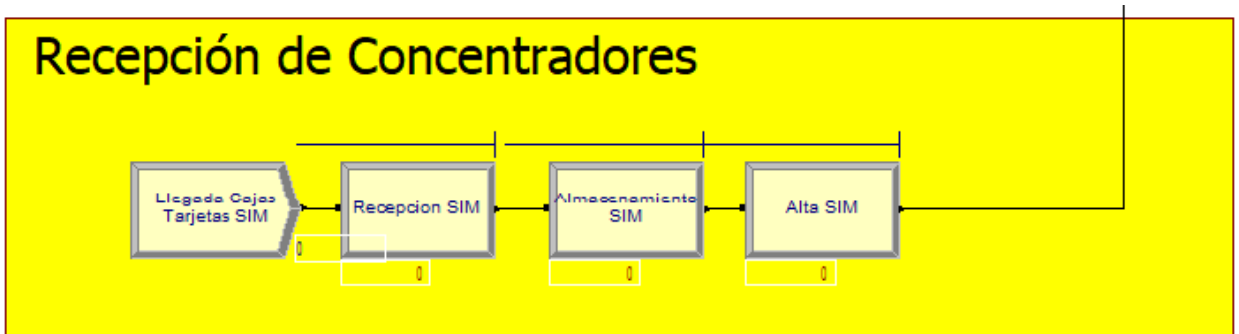 Recepción de Concentradores
Llegada Cajas
Tarjetas SIM
Recepcion SIM
Almacenamiento
SIM
Alta SIM
0
0
0
0